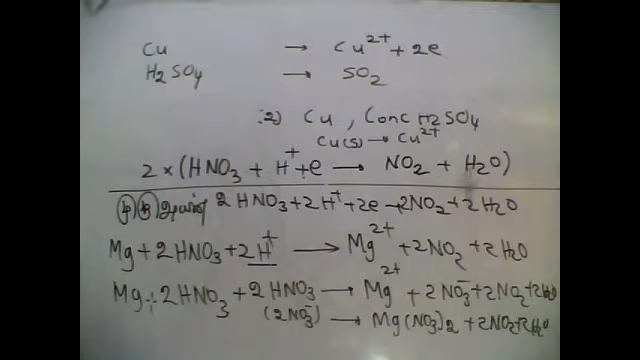 Cu → Cu²⁺ + 2e
H₂SO₄ → SO₂
2) Cu, Conc H₂SO₄
Cu(s) → Cu²⁺
2 × (HNO₃ + H⁺ + e → NO₂ + H₂O)
2HNO₃ + 2H⁺ + 2e → 2NO₂ + 2H₂O
Mg + 2HNO₃ + 2H⁺ → Mg²⁺ + 2NO₂ + 2H₂O
Mg + 2HNO₃ + 2HNO₃ → Mg²⁺ + 2NO₃⁻ + 2NO₂ + 2H₂O
(2NO₃⁻) → Mg(NO₃)₂ + 2NO₂ + 2H₂O